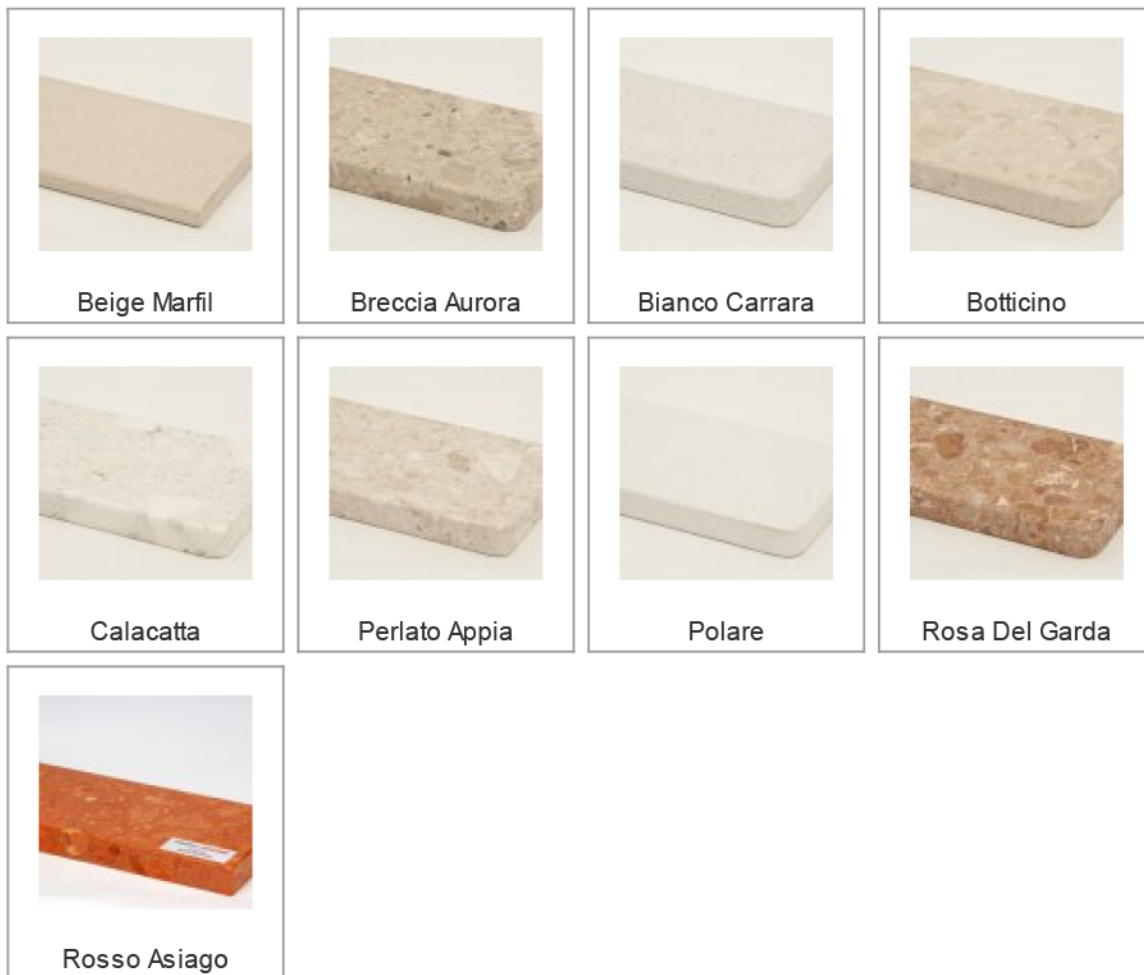 Beige Marfil
Breccia Aurora
Bianco Carrara
Botticino
Calacatta
Perlato Appia
Polare
Rosa Del Garda
Rosso Asiago